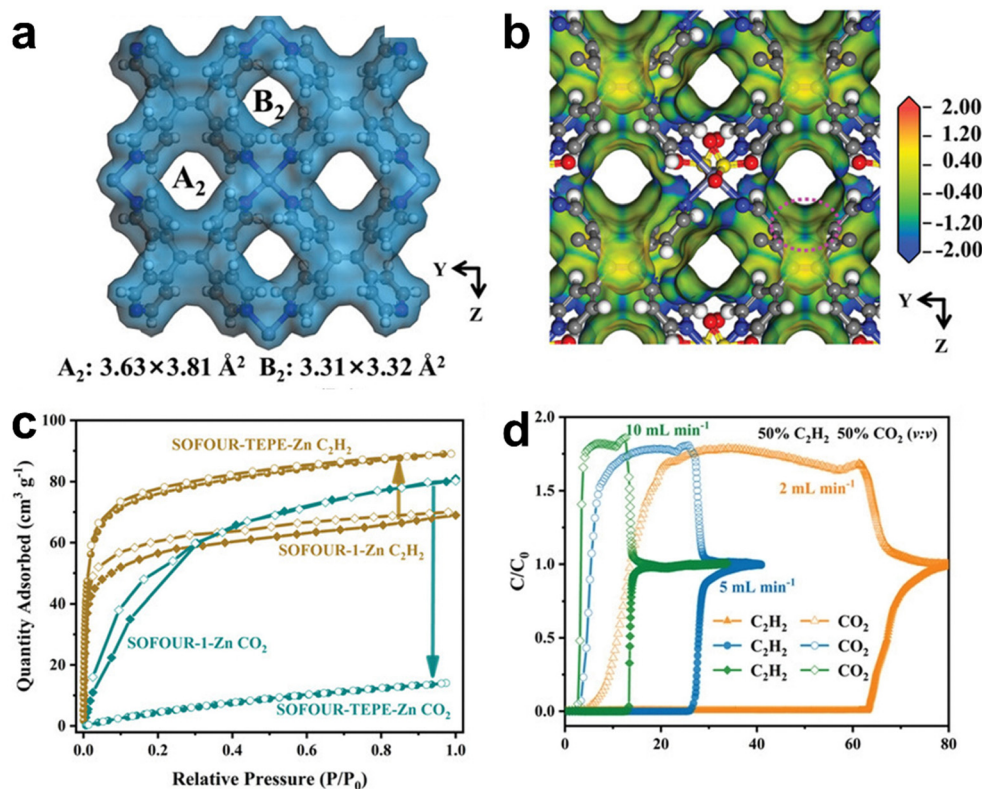 a
B₂
A₂
Y
Z
A₂: 3.63×3.81 Å² B₂: 3.31×3.32 Å²
b
2.00
1.20
0.40
-0.40
-1.20
-2.00
Y
Z
c
100
80
60
40
20
0
Quantity Adsorbed (cm³ g⁻¹)
SOFOUR-TEPE-Zn C₂H₂
SOFOUR-1-Zn C₂H₂
SOFOUR-1-Zn CO₂
SOFOUR-TEPE-Zn CO₂
0.0 0.2 0.4 0.6 0.8 1.0
Relative Pressure (P/P₀)
d
2.0
1.5
1.0
0.5
0.0
C/C₀
10 mL min⁻¹
50% C₂H₂ 50% CO₂ (v:v)
2 mL min⁻¹
5 mL min⁻¹
C₂H₂ CO₂
C₂H₂ CO₂
C₂H₂ CO₂
0 20 40 60 80